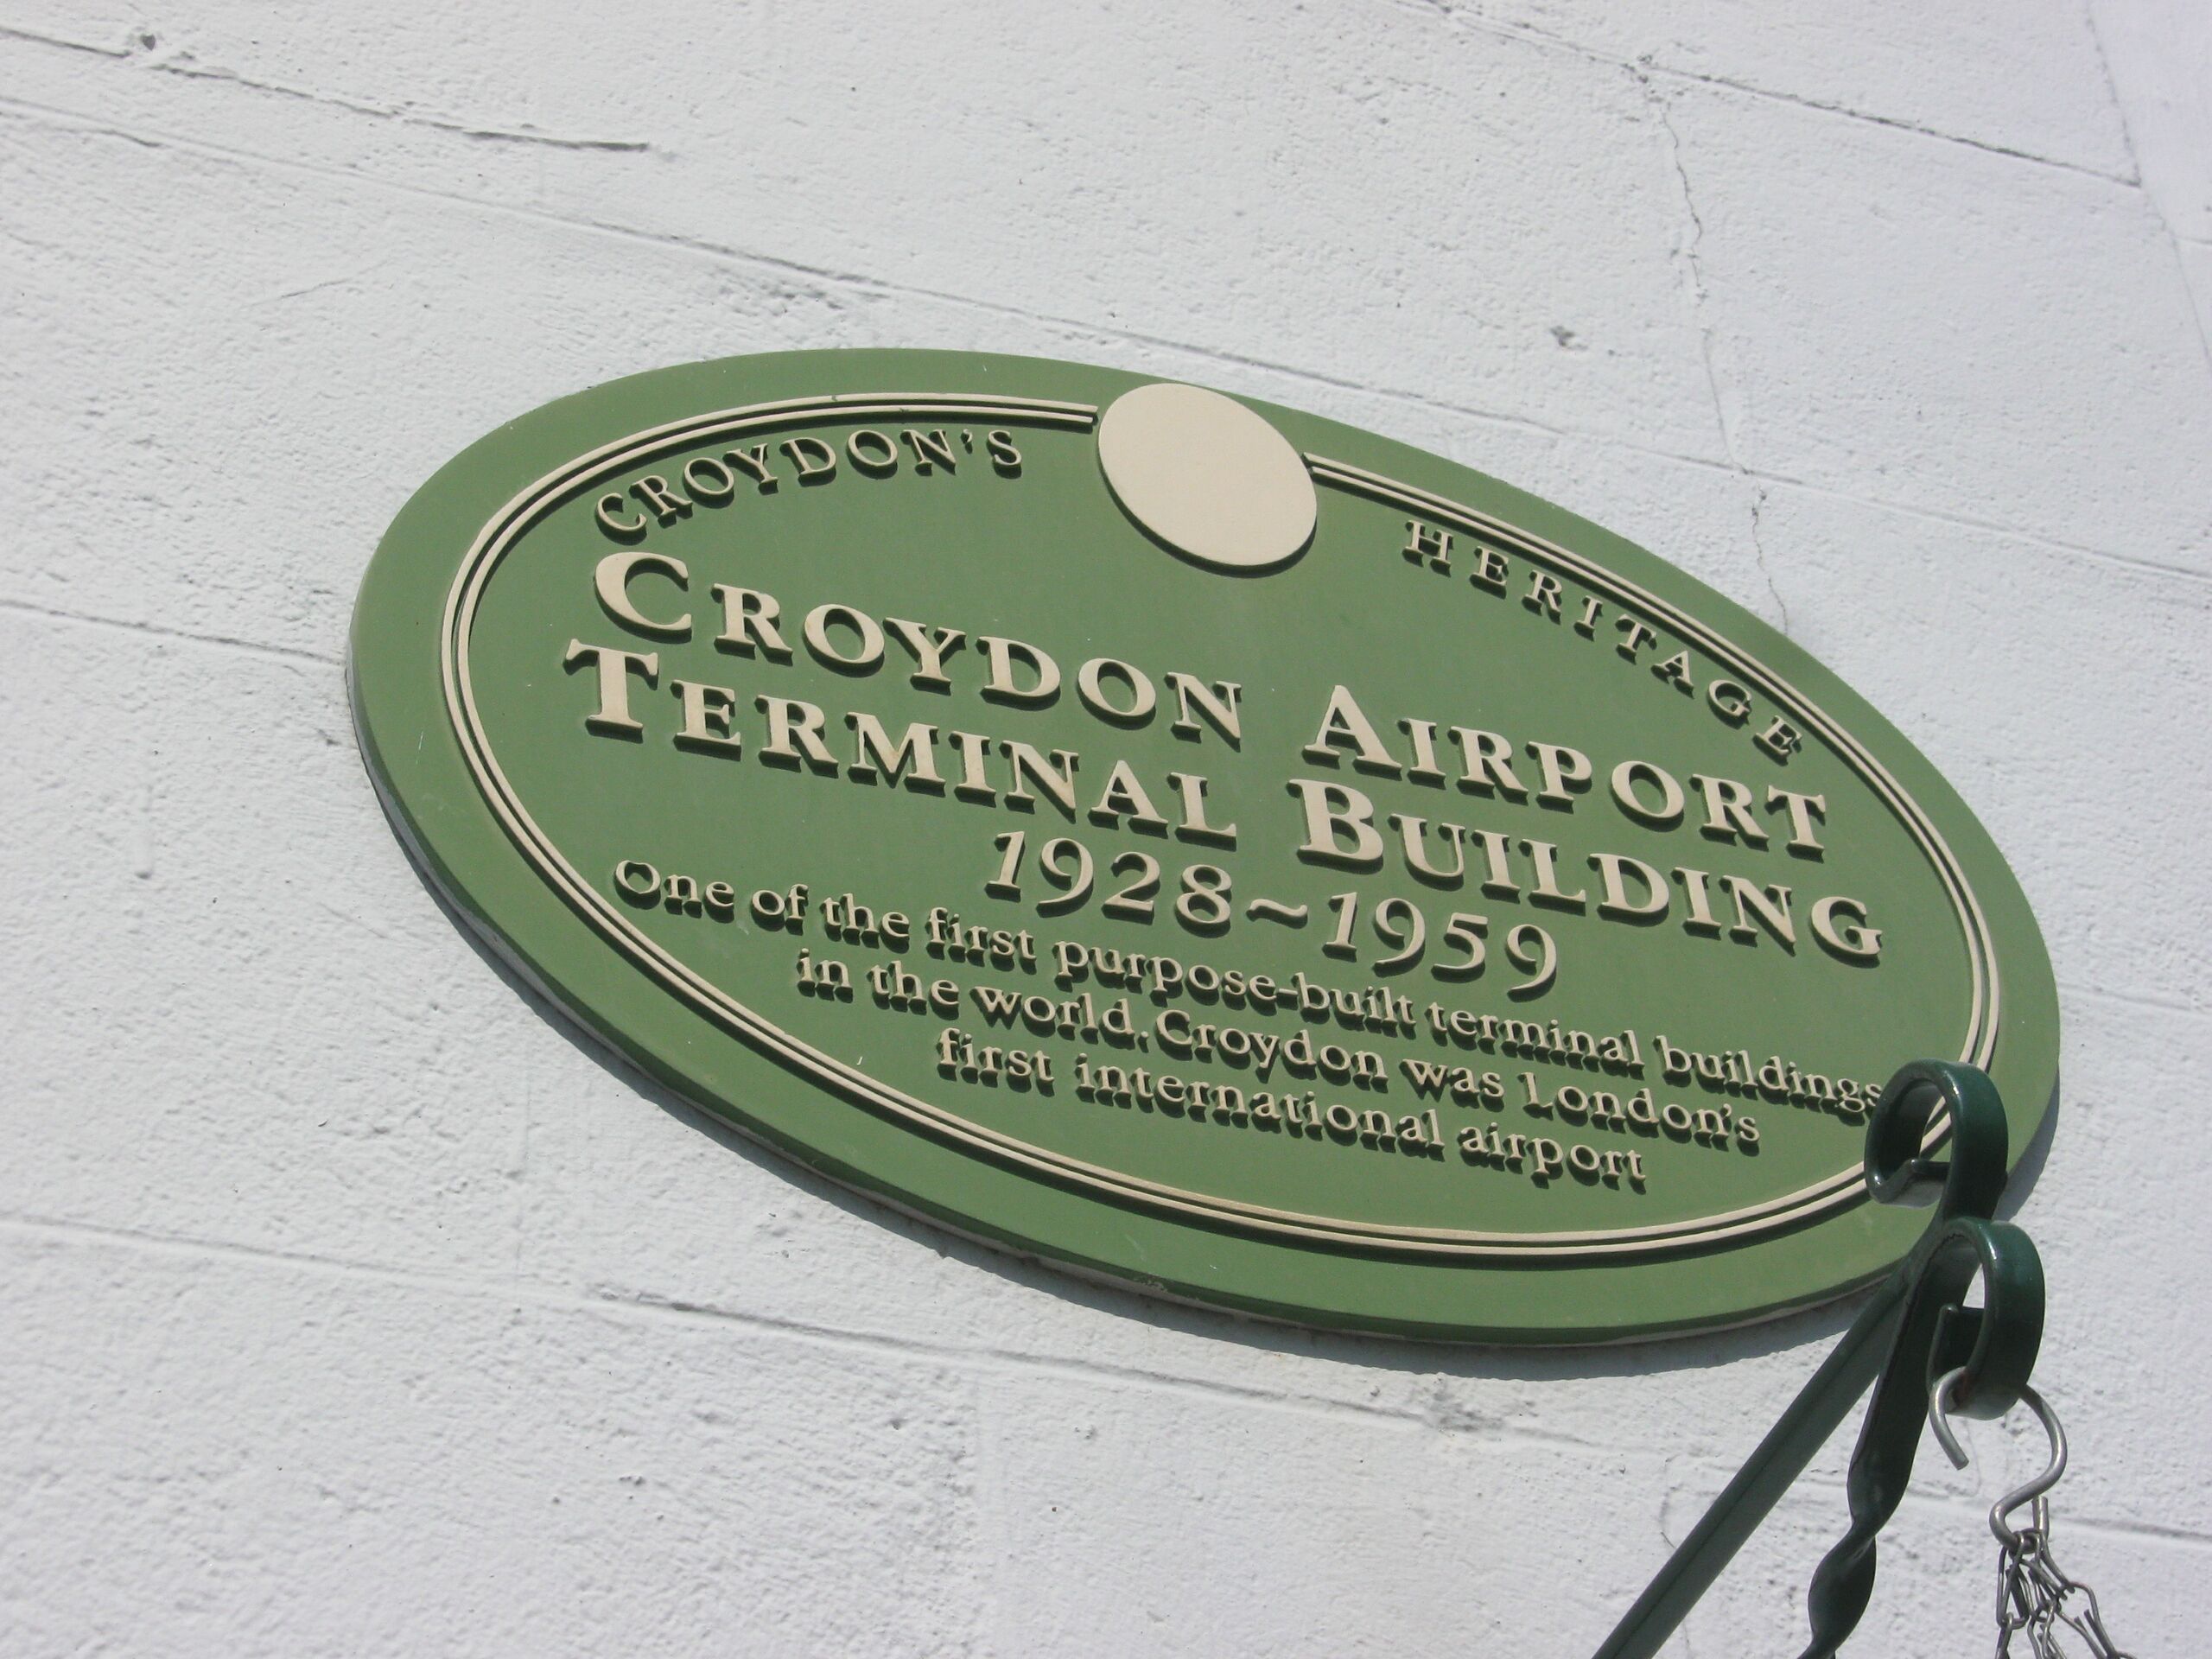 CROYDON'S HERITAGE
CROYDON AIRPORT
TERMINAL BUILDING
1928~1959
One of the first purpose-built terminal buildings
in the world. Croydon was London's
first international airport